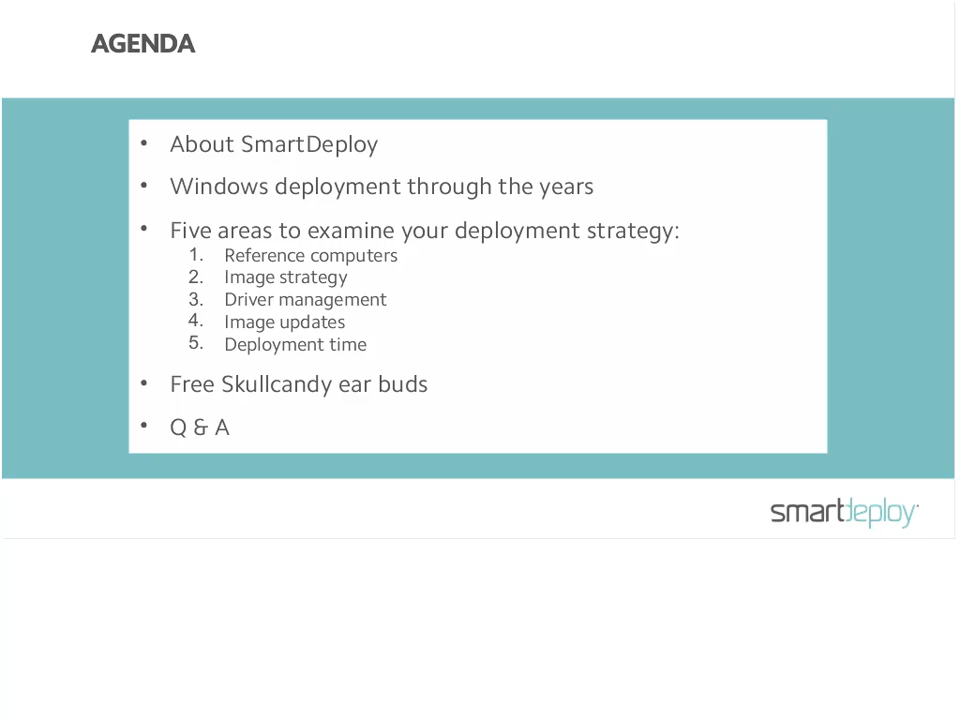 AGENDA
• About SmartDeploy
• Windows deployment through the years
• Five areas to examine your deployment strategy:
1. Reference computers
2. Image strategy
3. Driver management
4. Image updates
5. Deployment time
• Free Skullcandy ear buds
• Q & A
smartdeploy